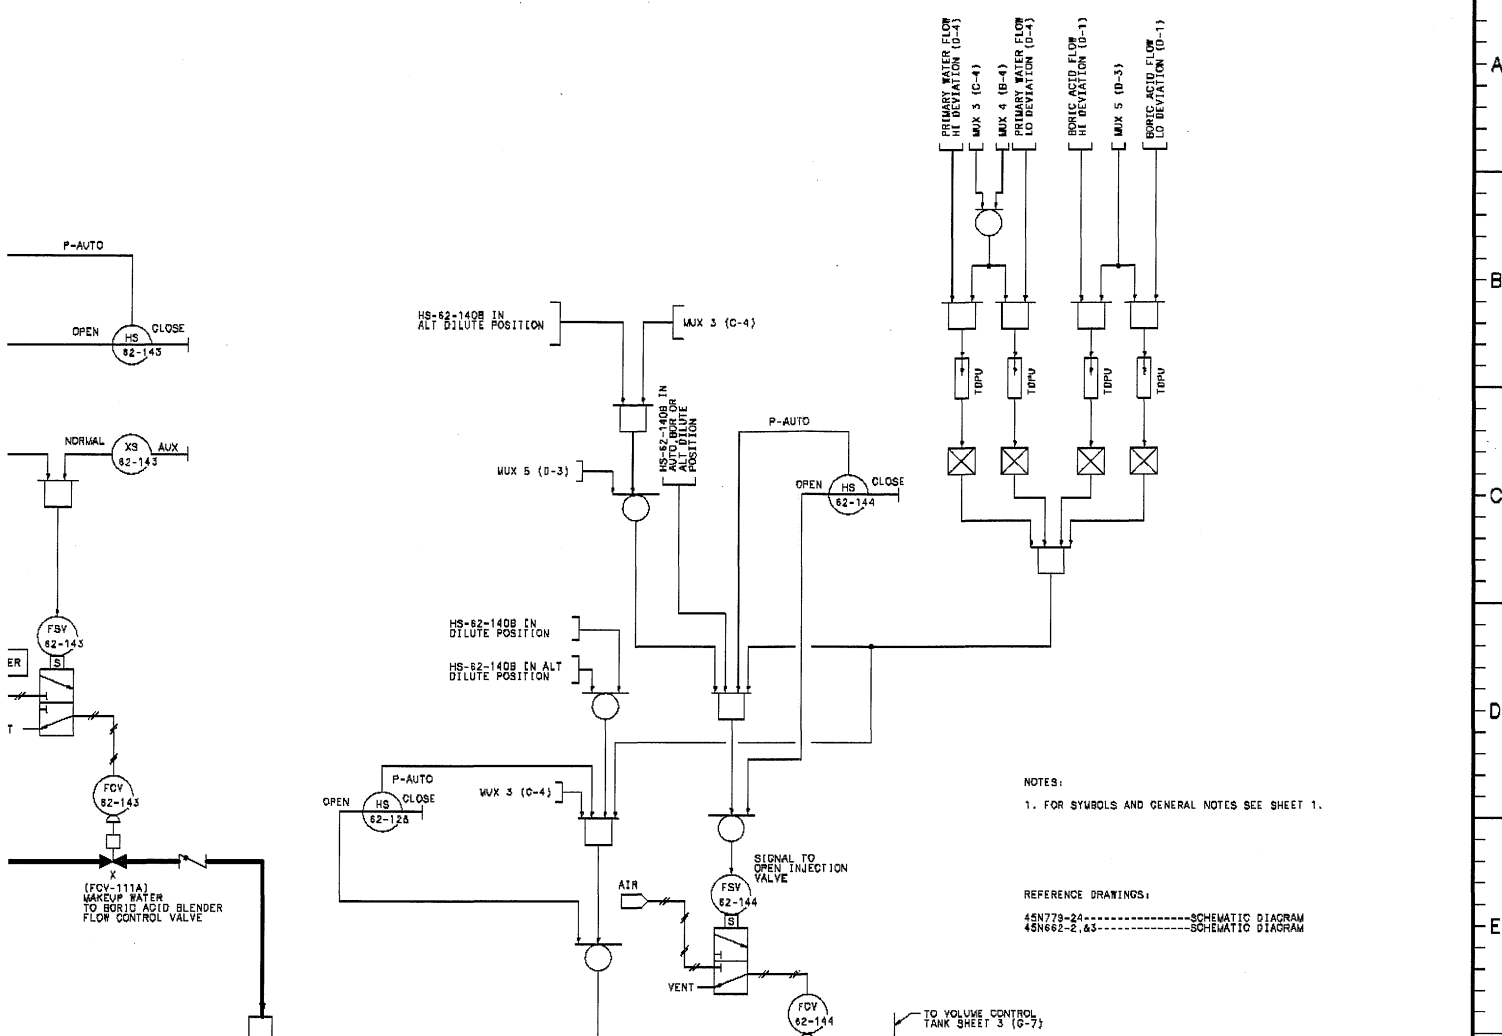 PRIMARY WATER FLOW
HI DEVIATION (D-4)
MUX 3 (C-4)
MUX 4 (B-4)
PRIMARY WATER FLOW
LO DEVIATION (D-4)
BORIC ACID FLOW
HI DEVIATION (D-1)
MUX 5 (D-3)
BORIC ACID FLOW
LO DEVIATION (D-1)
A
P-AUTO
B
OPEN
HS
62-143
CLOSE
HS-62-140B IN
ALT DILUTE POSITION
MUX 3 (C-4)
TDPU
TDPU
TDPU
TDPU
HS-62-140B IN
AUTO, BOR OR
ALT DILUTE
POSITION
P-AUTO
NORMAL
XS
62-143
AUX
MUX 5 (D-3)
OPEN
HS
62-144
CLOSE
C
FSV
62-143
S
ER
HS-62-140B IN
DILUTE POSITION
HS-62-140B IN ALT
DILUTE POSITION
D
T
FCV
62-143
P-AUTO
OPEN
HS
62-128
CLOSE
MUX 3 (C-4)
NOTES:
1. FOR SYMBOLS AND GENERAL NOTES SEE SHEET 1.
X
(FCV-111A)
MAKEUP WATER
TO BORIC ACID BLENDER
FLOW CONTROL VALVE
SIGNAL TO
OPEN INJECTION
VALVE
AIR
FSV
62-144
S
VENT
FCV
62-144
REFERENCE DRAWINGS:
45N779-24-----------------SCHEMATIC DIAGRAM
45N662-2,&3---------------SCHEMATIC DIAGRAM
E
TO VOLUME CONTROL
TANK SHEET 3 (G-7)